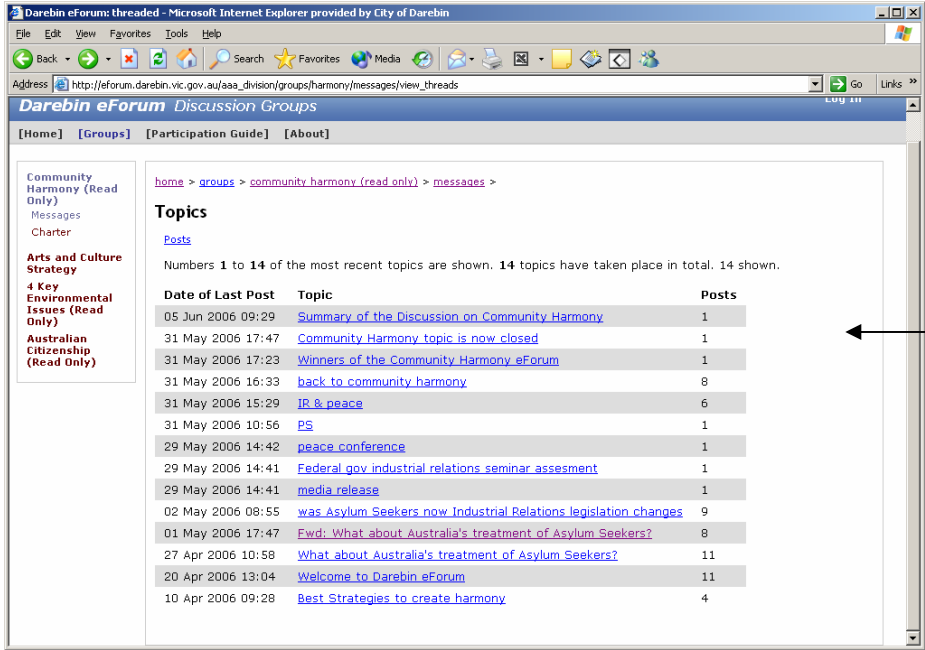 Darebin eForum: threaded - Microsoft Internet Explorer provided by City of Darebin
File Edit View Favorites Tools Help
Back Search Favorites Media
Address http://eforum.darebin.vic.gov.au/aaa_division/groups/harmony/messages/view_threads Go Links »
Darebin eForum Discussion Groups Log In
[Home] [Groups] [Participation Guide] [About]
Community
Harmony (Read
Only)
Messages
Charter
Arts and Culture
Strategy
4 Key
Environmental
Issues (Read
Only)
Australian
Citizenship
(Read Only)
home > groups > community harmony (read only) > messages >
Topics
Posts
Numbers 1 to 14 of the most recent topics are shown. 14 topics have taken place in total. 14 shown.
Date of Last Post Topic Posts
05 Jun 2006 09:29 Summary of the Discussion on Community Harmony 1
31 May 2006 17:47 Community Harmony topic is now closed 1
31 May 2006 17:23 Winners of the Community Harmony eForum 1
31 May 2006 16:33 back to community harmony 8
31 May 2006 15:29 IR & peace 6
31 May 2006 10:56 PS 1
29 May 2006 14:42 peace conference 1
29 May 2006 14:41 Federal gov industrial relations seminar assesment 1
29 May 2006 14:41 media release 1
02 May 2006 08:55 was Asylum Seekers now Industrial Relations legislation changes 9
01 May 2006 17:47 Fwd: What about Australia's treatment of Asylum Seekers? 8
27 Apr 2006 10:58 What about Australia's treatment of Asylum Seekers? 11
20 Apr 2006 13:04 Welcome to Darebin eForum 11
10 Apr 2006 09:28 Best Strategies to create harmony 4